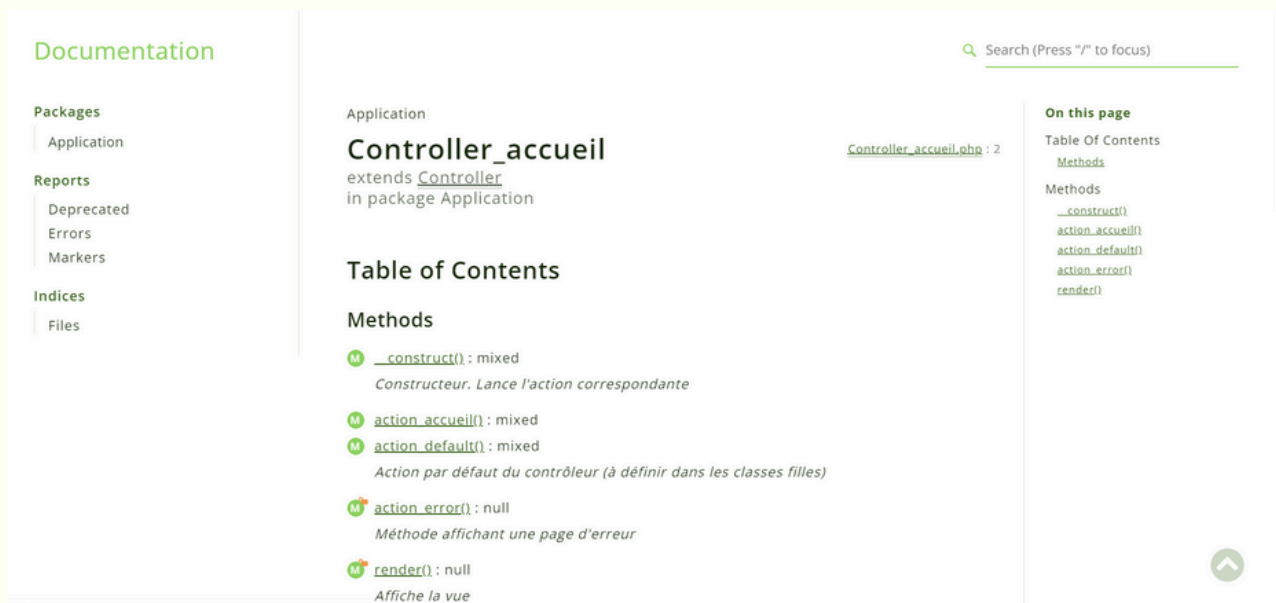 Documentation
Search (Press "/" to focus)
Packages
Application
Reports
Deprecated
Errors
Markers
Indices
Files
Application
Controller_accueil
Controller_accueil.php : 2
extends Controller
in package Application
Table of Contents
Methods
M __construct() : mixed
Constructeur. Lance l'action correspondante
M action_accueil() : mixed
M action_default() : mixed
Action par défaut du contrôleur (à définir dans les classes filles)
M action_error() : null
Méthode affichant une page d'erreur
M render() : null
Affiche la vue
On this page
Table Of Contents
Methods
Methods
__construct()
action_accueil()
action_default()
action_error()
render()